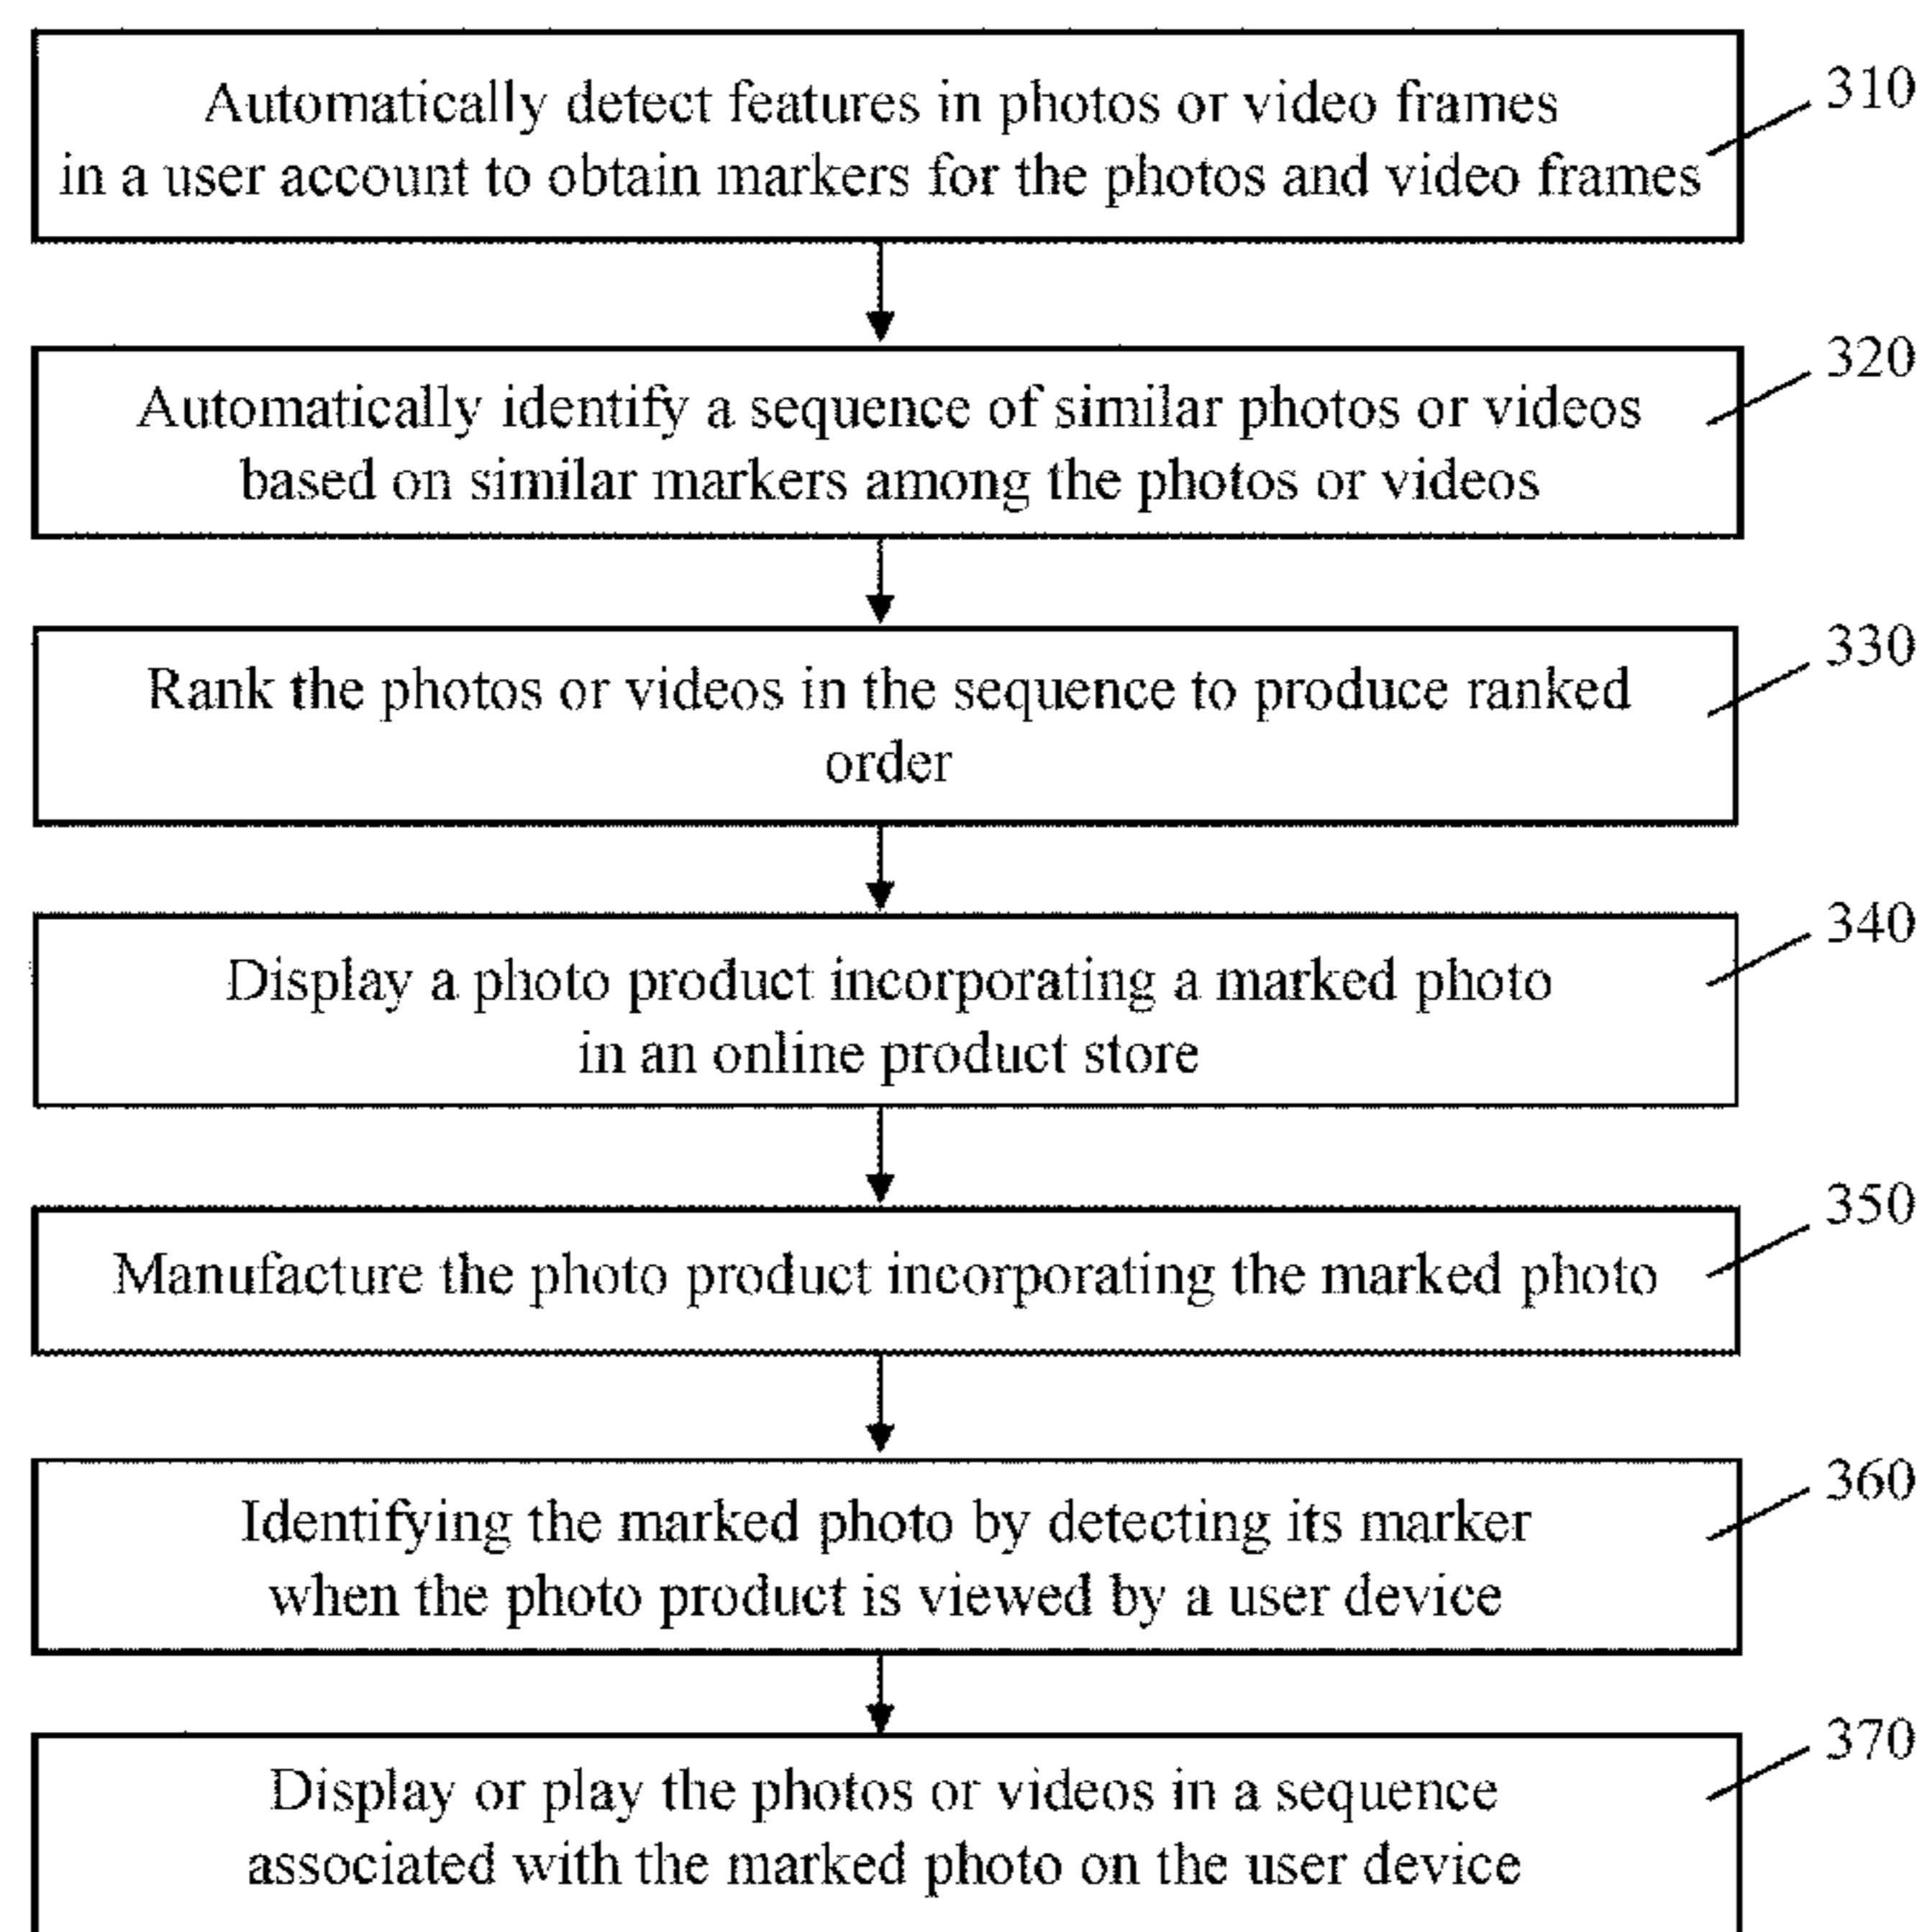 Automatically detect features in photos or video frames
in a user account to obtain markers for the photos and video frames
310
Automatically identify a sequence of similar photos or videos
based on similar markers among the photos or videos
320
Rank the photos or videos in the sequence to produce ranked
order
330
Display a photo product incorporating a marked photo
in an online product store
340
Manufacture the photo product incorporating the marked photo
350
Identifying the marked photo by detecting its marker
when the photo product is viewed by a user device
360
Display or play the photos or videos in a sequence
associated with the marked photo on the user device
370